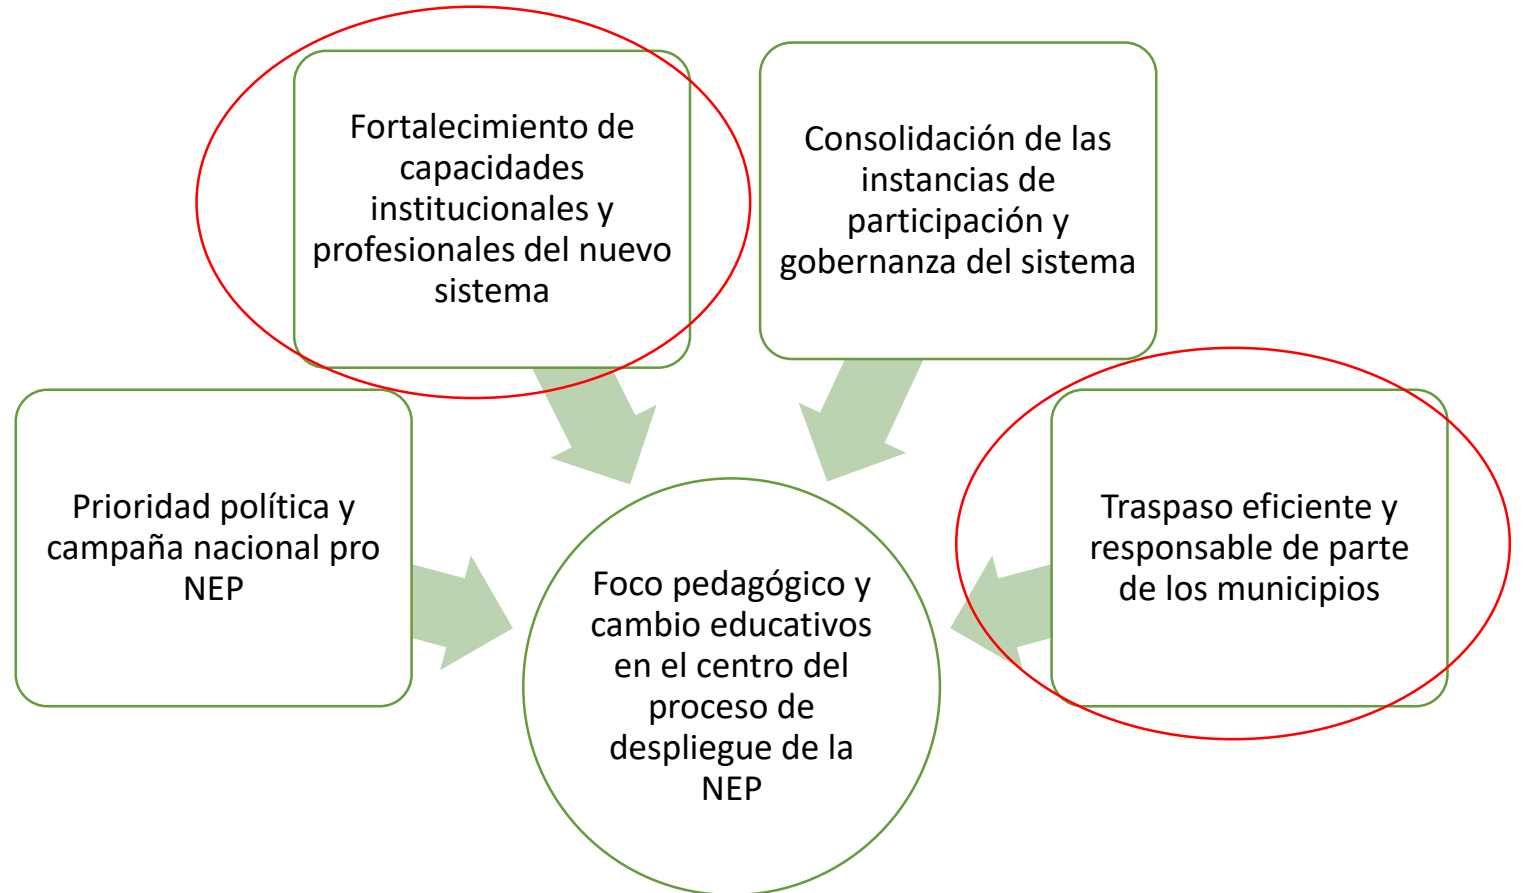 Fortalecimiento de
capacidades
institucionales y
profesionales del nuevo
sistema
Consolidación de las
instancias de
participación y
gobernanza del sistema
Prioridad política y
campaña nacional pro
NEP
Foco pedagógico y
cambio educativos
en el centro del
proceso de
despliegue de la
NEP
Traspaso eficiente y
responsable de parte
de los municipios